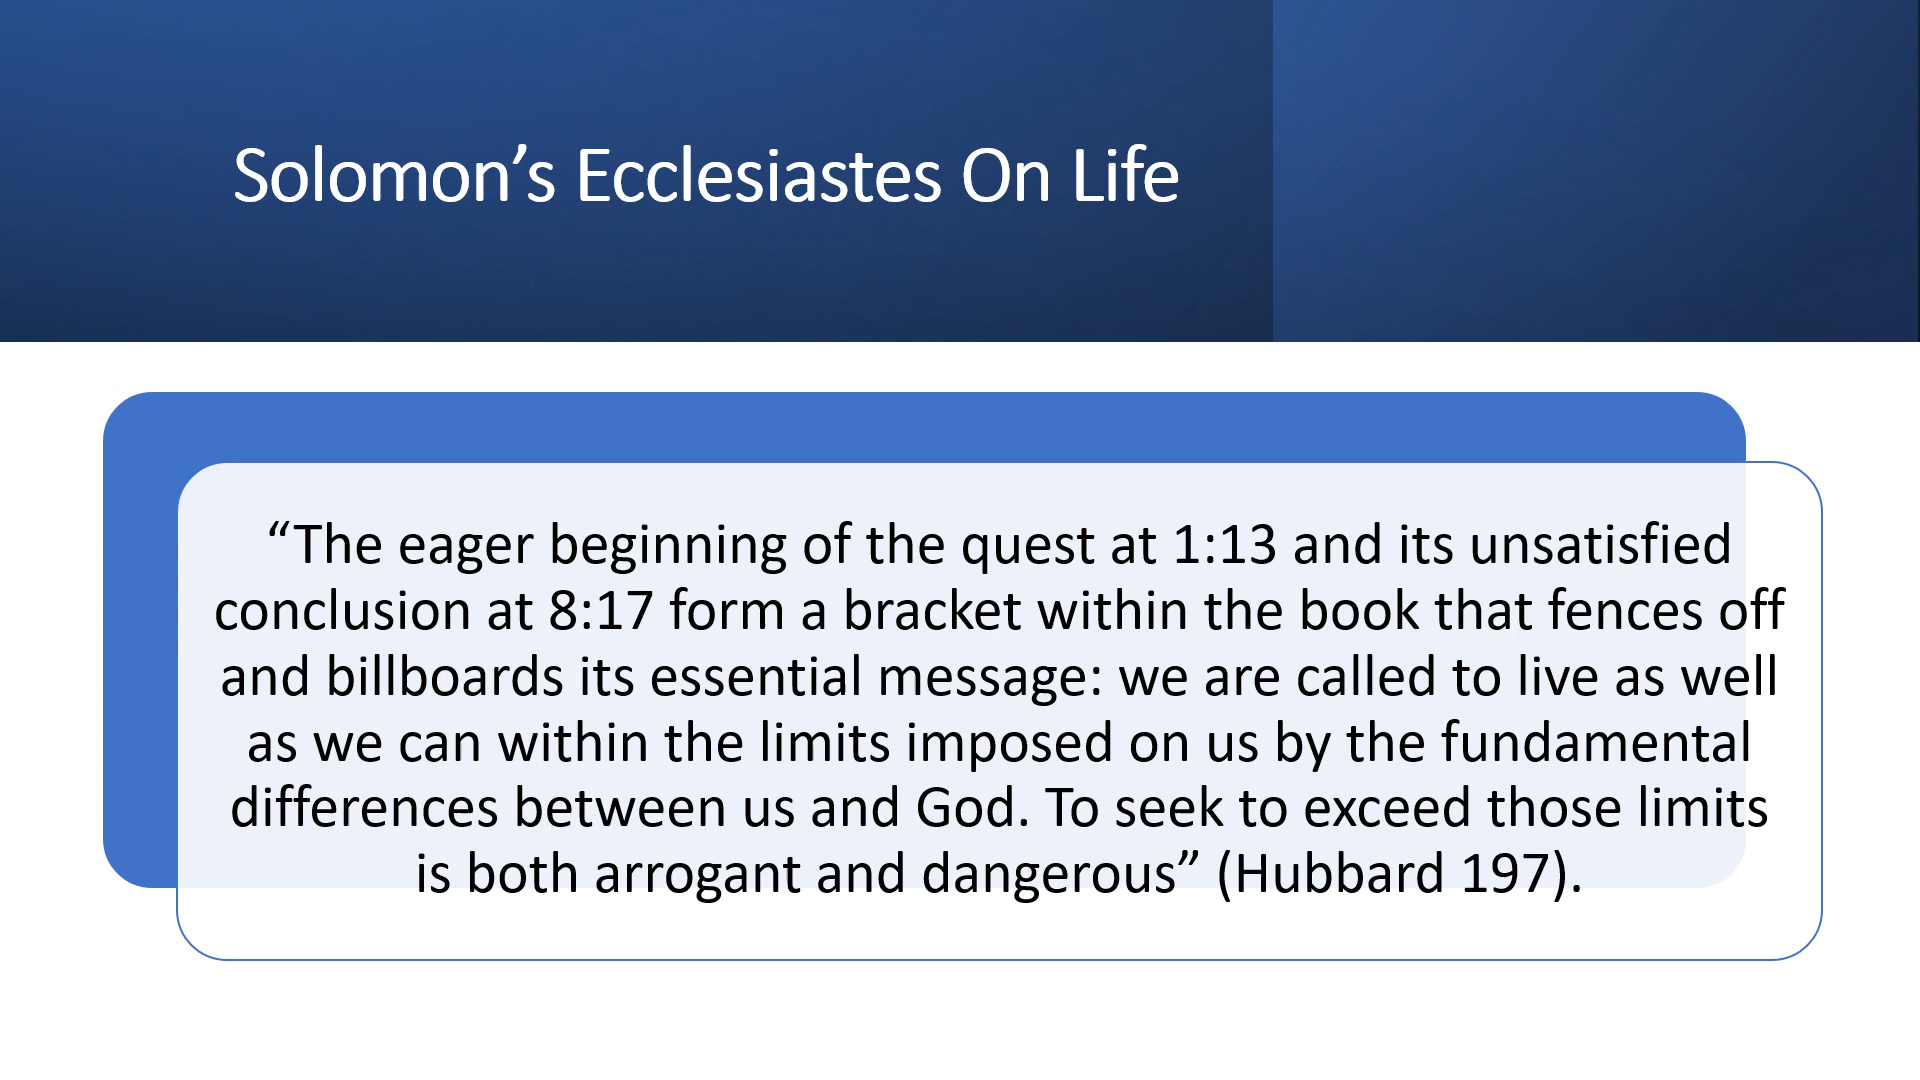 Solomon’s Ecclesiastes On Life
“The eager beginning of the quest at 1:13 and its unsatisfied
conclusion at 8:17 form a bracket within the book that fences off
and billboards its essential message: we are called to live as well
as we can within the limits imposed on us by the fundamental
differences between us and God. To seek to exceed those limits
is both arrogant and dangerous” (Hubbard 197).